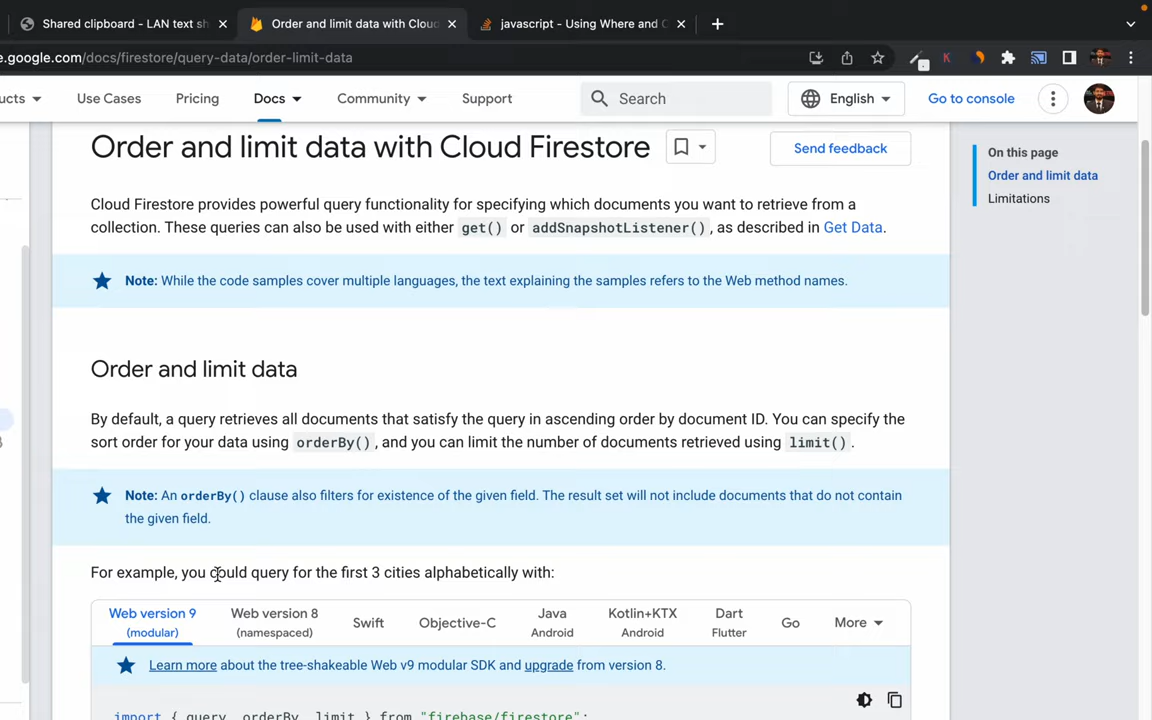 Shared clipboard - LAN text sh
Order and limit data with Cloud
javascript - Using Where and
e.google.com/docs/firestore/query-data/order-limit-data
ucts
Use Cases
Pricing
Docs
Community
Support
Search
English
Go to console
Order and limit data with Cloud Firestore
Send feedback
Cloud Firestore provides powerful query functionality for specifying which documents you want to retrieve from a
collection. These queries can also be used with either get() or addSnapshotListener(), as described in Get Data.
Note: While the code samples cover multiple languages, the text explaining the samples refers to the Web method names.
Order and limit data
By default, a query retrieves all documents that satisfy the query in ascending order by document ID. You can specify the
sort order for your data using orderBy(), and you can limit the number of documents retrieved using limit().
Note: An orderBy() clause also filters for existence of the given field. The result set will not include documents that do not contain
the given field.
For example, you could query for the first 3 cities alphabetically with:
Web version 9
(modular)
Web version 8
(namespaced)
Swift
Objective-C
Java
Android
Kotlin+KTX
Android
Dart
Flutter
Go
More
Learn more about the tree-shakeable Web v9 modular SDK and upgrade from version 8.
import { query, orderBy, limit } from "firebase/firestore";
On this page
Order and limit data
Limitations